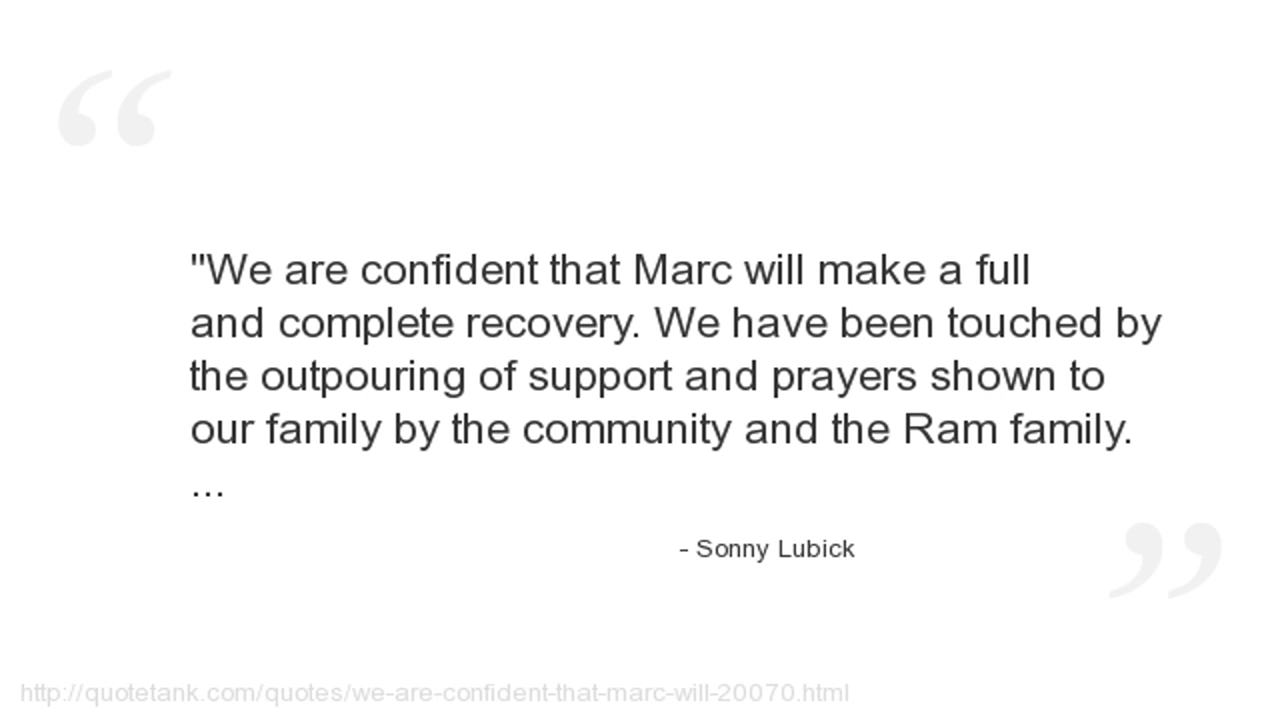 "We are confident that Marc will make a full
and complete recovery. We have been touched by
the outpouring of support and prayers shown to
our family by the community and the Ram family.
...
- Sonny Lubick
http://quotetank.com/quotes/we-are-confident-that-marc-will-20070.html